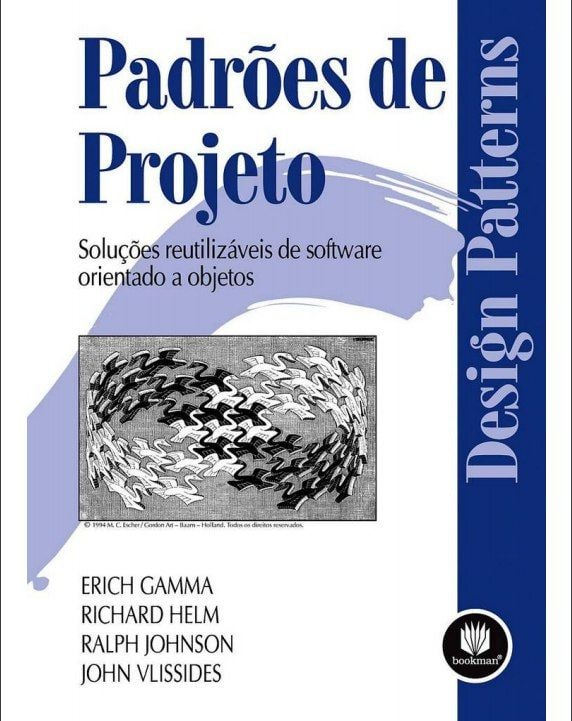 Padrões de
Projeto
Soluções reutilizáveis de software
orientado a objetos
Design Patterns
© 1994 M. C. Escher / Gordon Art – Baarn – Holland. Todos os direitos reservados.
ERICH GAMMA
RICHARD HELM
RALPH JOHNSON
JOHN VLISSIDES
bookman®